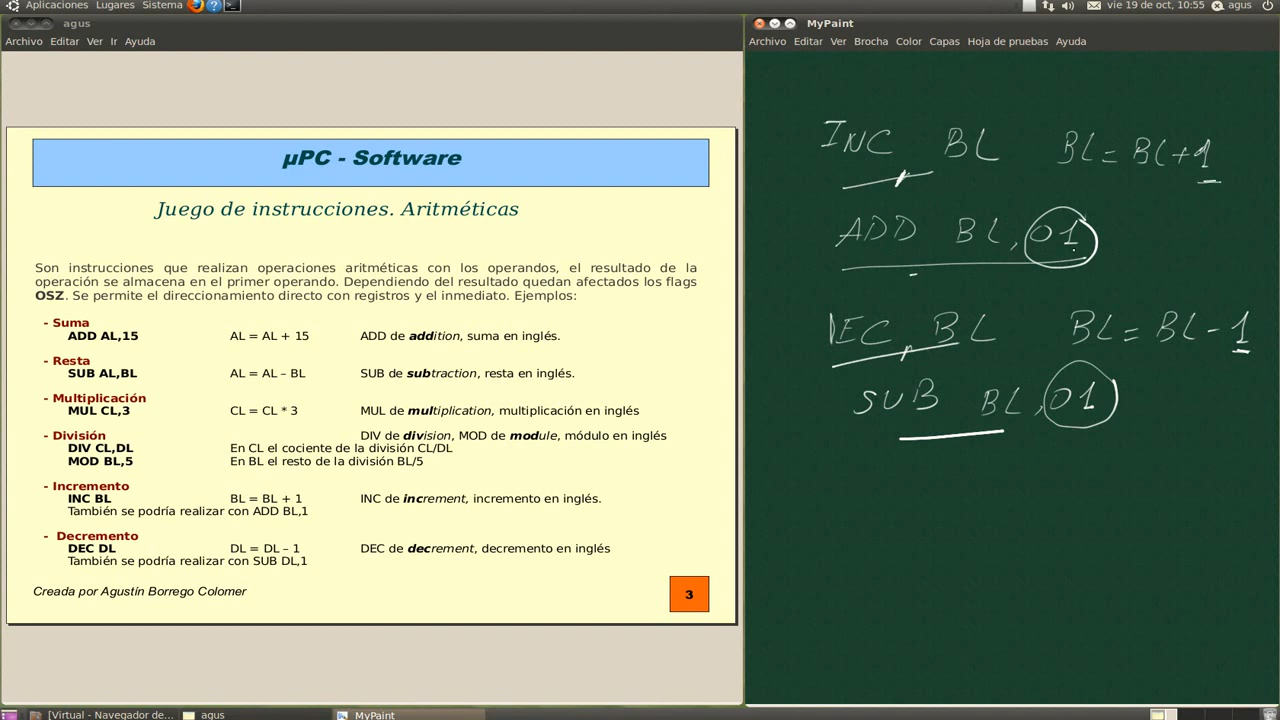 Aplicaciones Lugares Sistema
vie 19 de oct, 10:55 agus
agus
Archivo Editar Ver Ir Ayuda
µPC - Software
Juego de instrucciones. Aritméticas
Son instrucciones que realizan operaciones aritméticas con los operandos, el resultado de la
operación se almacena en el primer operando. Dependiendo del resultado quedan afectados los flags
OSZ. Se permite el direccionamiento directo con registros y el inmediato. Ejemplos:
- Suma
ADD AL,15 AL = AL + 15 ADD de addition, suma en inglés.
- Resta
SUB AL,BL AL = AL – BL SUB de subtraction, resta en inglés.
- Multiplicación
MUL CL,3 CL = CL * 3 MUL de multiplication, multiplicación en inglés
- División DIV de division, MOD de module, módulo en inglés
DIV CL,DL En CL el cociente de la división CL/DL
MOD BL,5 En BL el resto de la división BL/5
- Incremento
INC BL BL = BL + 1 INC de increment, incremento en inglés.
También se podría realizar con ADD BL,1
- Decremento
DEC DL DL = DL – 1 DEC de decrement, decremento en inglés
También se podría realizar con SUB DL,1
Creada por Agustín Borrego Colomer
3
MyPaint
Archivo Editar Ver Brocha Color Capas Hoja de pruebas Ayuda
INC BL BL = BL+1
ADD BL,01
DEC BL BL = BL-1
SUB BL,01
[Virtual - Navegador de... agus MyPaint